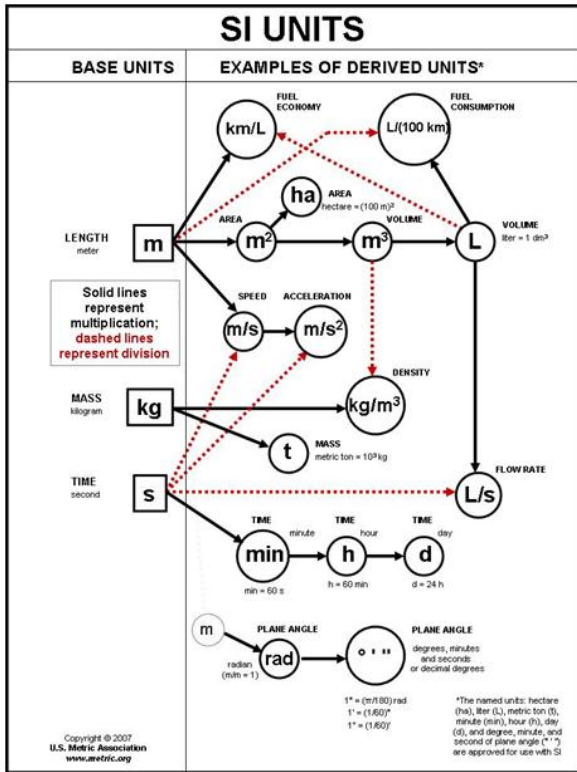 SI UNITS
BASE UNITS
EXAMPLES OF DERIVED UNITS*
FUEL
ECONOMY
km/L
FUEL
CONSUMPTION
L/(100 km)
ha
AREA
hectare = (100 m)²
LENGTH
meter
m
AREA
m²
VOLUME
m³
L
VOLUME
liter = 1 dm³
Solid lines
represent
multiplication;
dashed lines
represent division
SPEED
m/s
ACCELERATION
m/s²
MASS
kilogram
kg
DENSITY
kg/m³
t
MASS
metric ton = 10³ kg
TIME
second
s
FLOW RATE
L/s
TIME
minute
min
min = 60 s
TIME
hour
h
h = 60 min
TIME
day
d
d = 24 h
m
PLANE ANGLE
rad
radian
(m/m = 1)
° ' "
PLANE ANGLE
degrees, minutes
and seconds
or decimal degrees
1° = (π/180) rad
1' = (1/60)°
1" = (1/60)'
*The named units: hectare
(ha), liter (L), metric ton (t),
minute (min), hour (h), day
(d), and degree, minute, and
second of plane angle (° ' ")
are approved for use with SI
Copyright © 2007
U.S. Metric Association
www.metric.org